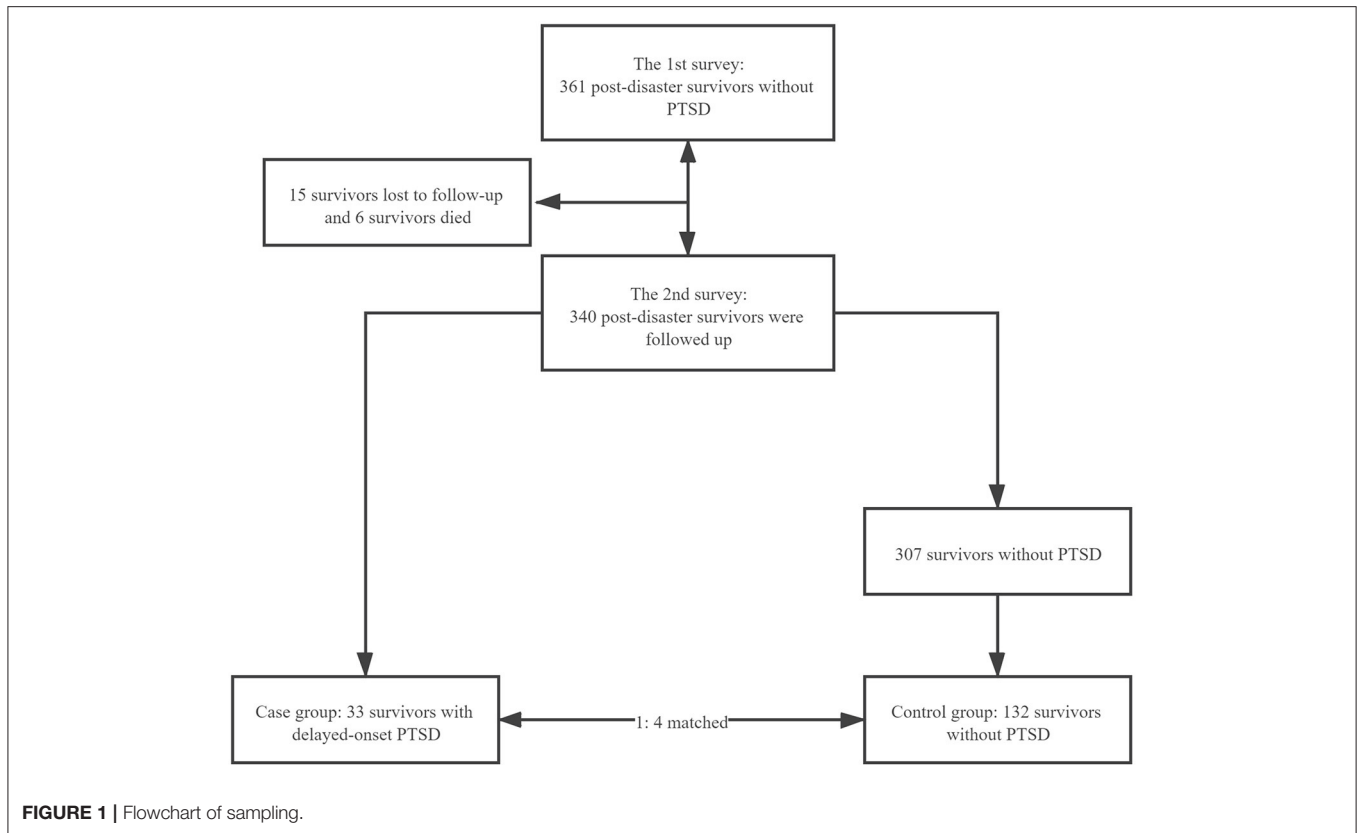 The 1st survey:
361 post-disaster survivors without
PTSD
15 survivors lost to follow-up
and 6 survivors died
The 2nd survey:
340 post-disaster survivors were
followed up
307 survivors without PTSD
Case group: 33 survivors with
delayed-onset PTSD
1: 4 matched
Control group: 132 survivors
without PTSD
FIGURE 1 | Flowchart of sampling.